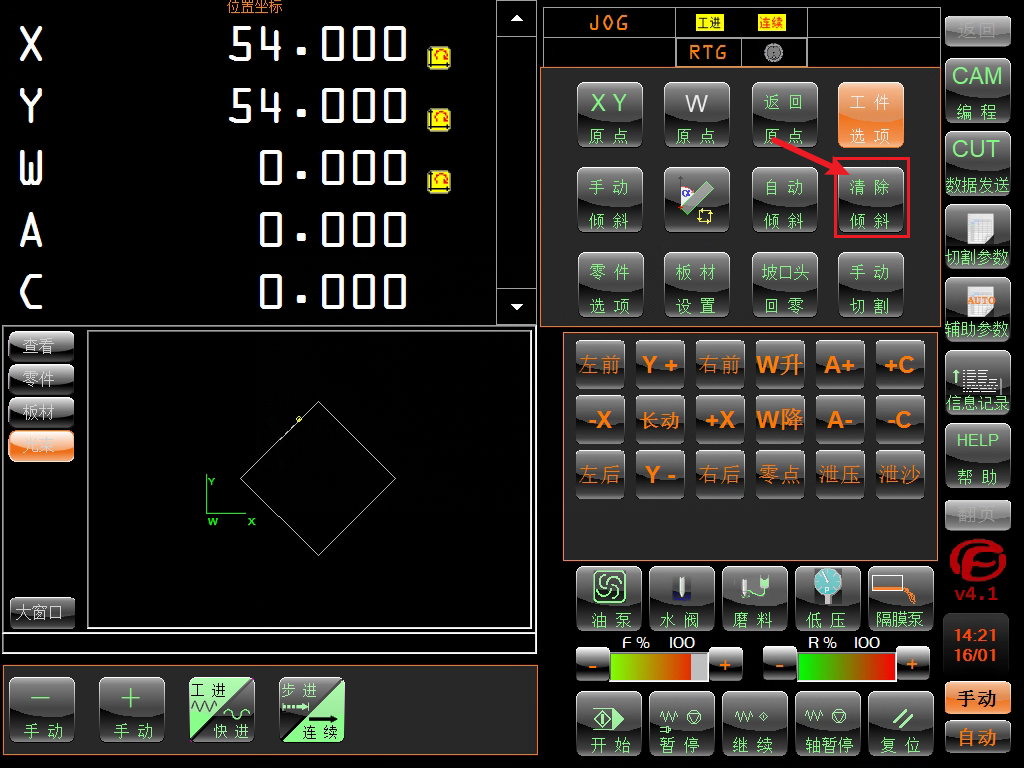 位置坐标
X 54.000
Y 54.000
W 0.000
A 0.000
C 0.000
JOG 工进 连续
RTG
X Y 原点
W 原点
返回 原点
工件 选项
手动 倾斜
α
自动 倾斜
清除 倾斜
零件 选项
板材 设置
坡口头 回零
手动 切割
返回
CAM 编程
CUT 数据发送
切割参数
AUTO 辅助参数
信息记录
HELP 帮助
翻页
v4.1
14:21
16/01
手动
自动
查看
零件
板材
光束
大窗口
Y
W X
左前 Y + 右前 W升 A+ +C
-X 长动 +X W降 A- -C
左后 Y - 右后 零点 泄压 泄沙
油泵 水阀 磨料 低压 隔膜泵
F % 100 R % 100
- + - +
开始 暂停 继续 轴暂停 复位
− 手动
+ 手动
工进 快进
步进 连续